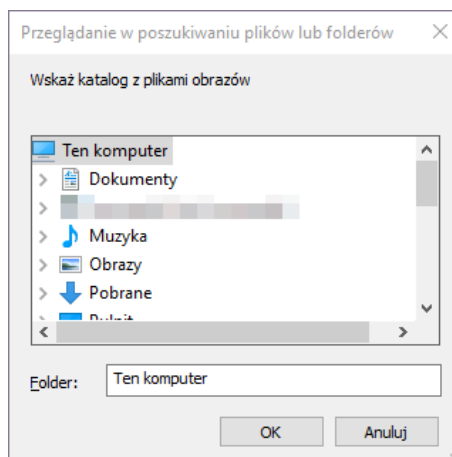 Przeglądanie w poszukiwaniu plików lub folderów
Wskaż katalog z plikami obrazów
Ten komputer
Dokumenty
Muzyka
Obrazy
Pobrane
Pulpit
Folder: Ten komputer
OK Anuluj